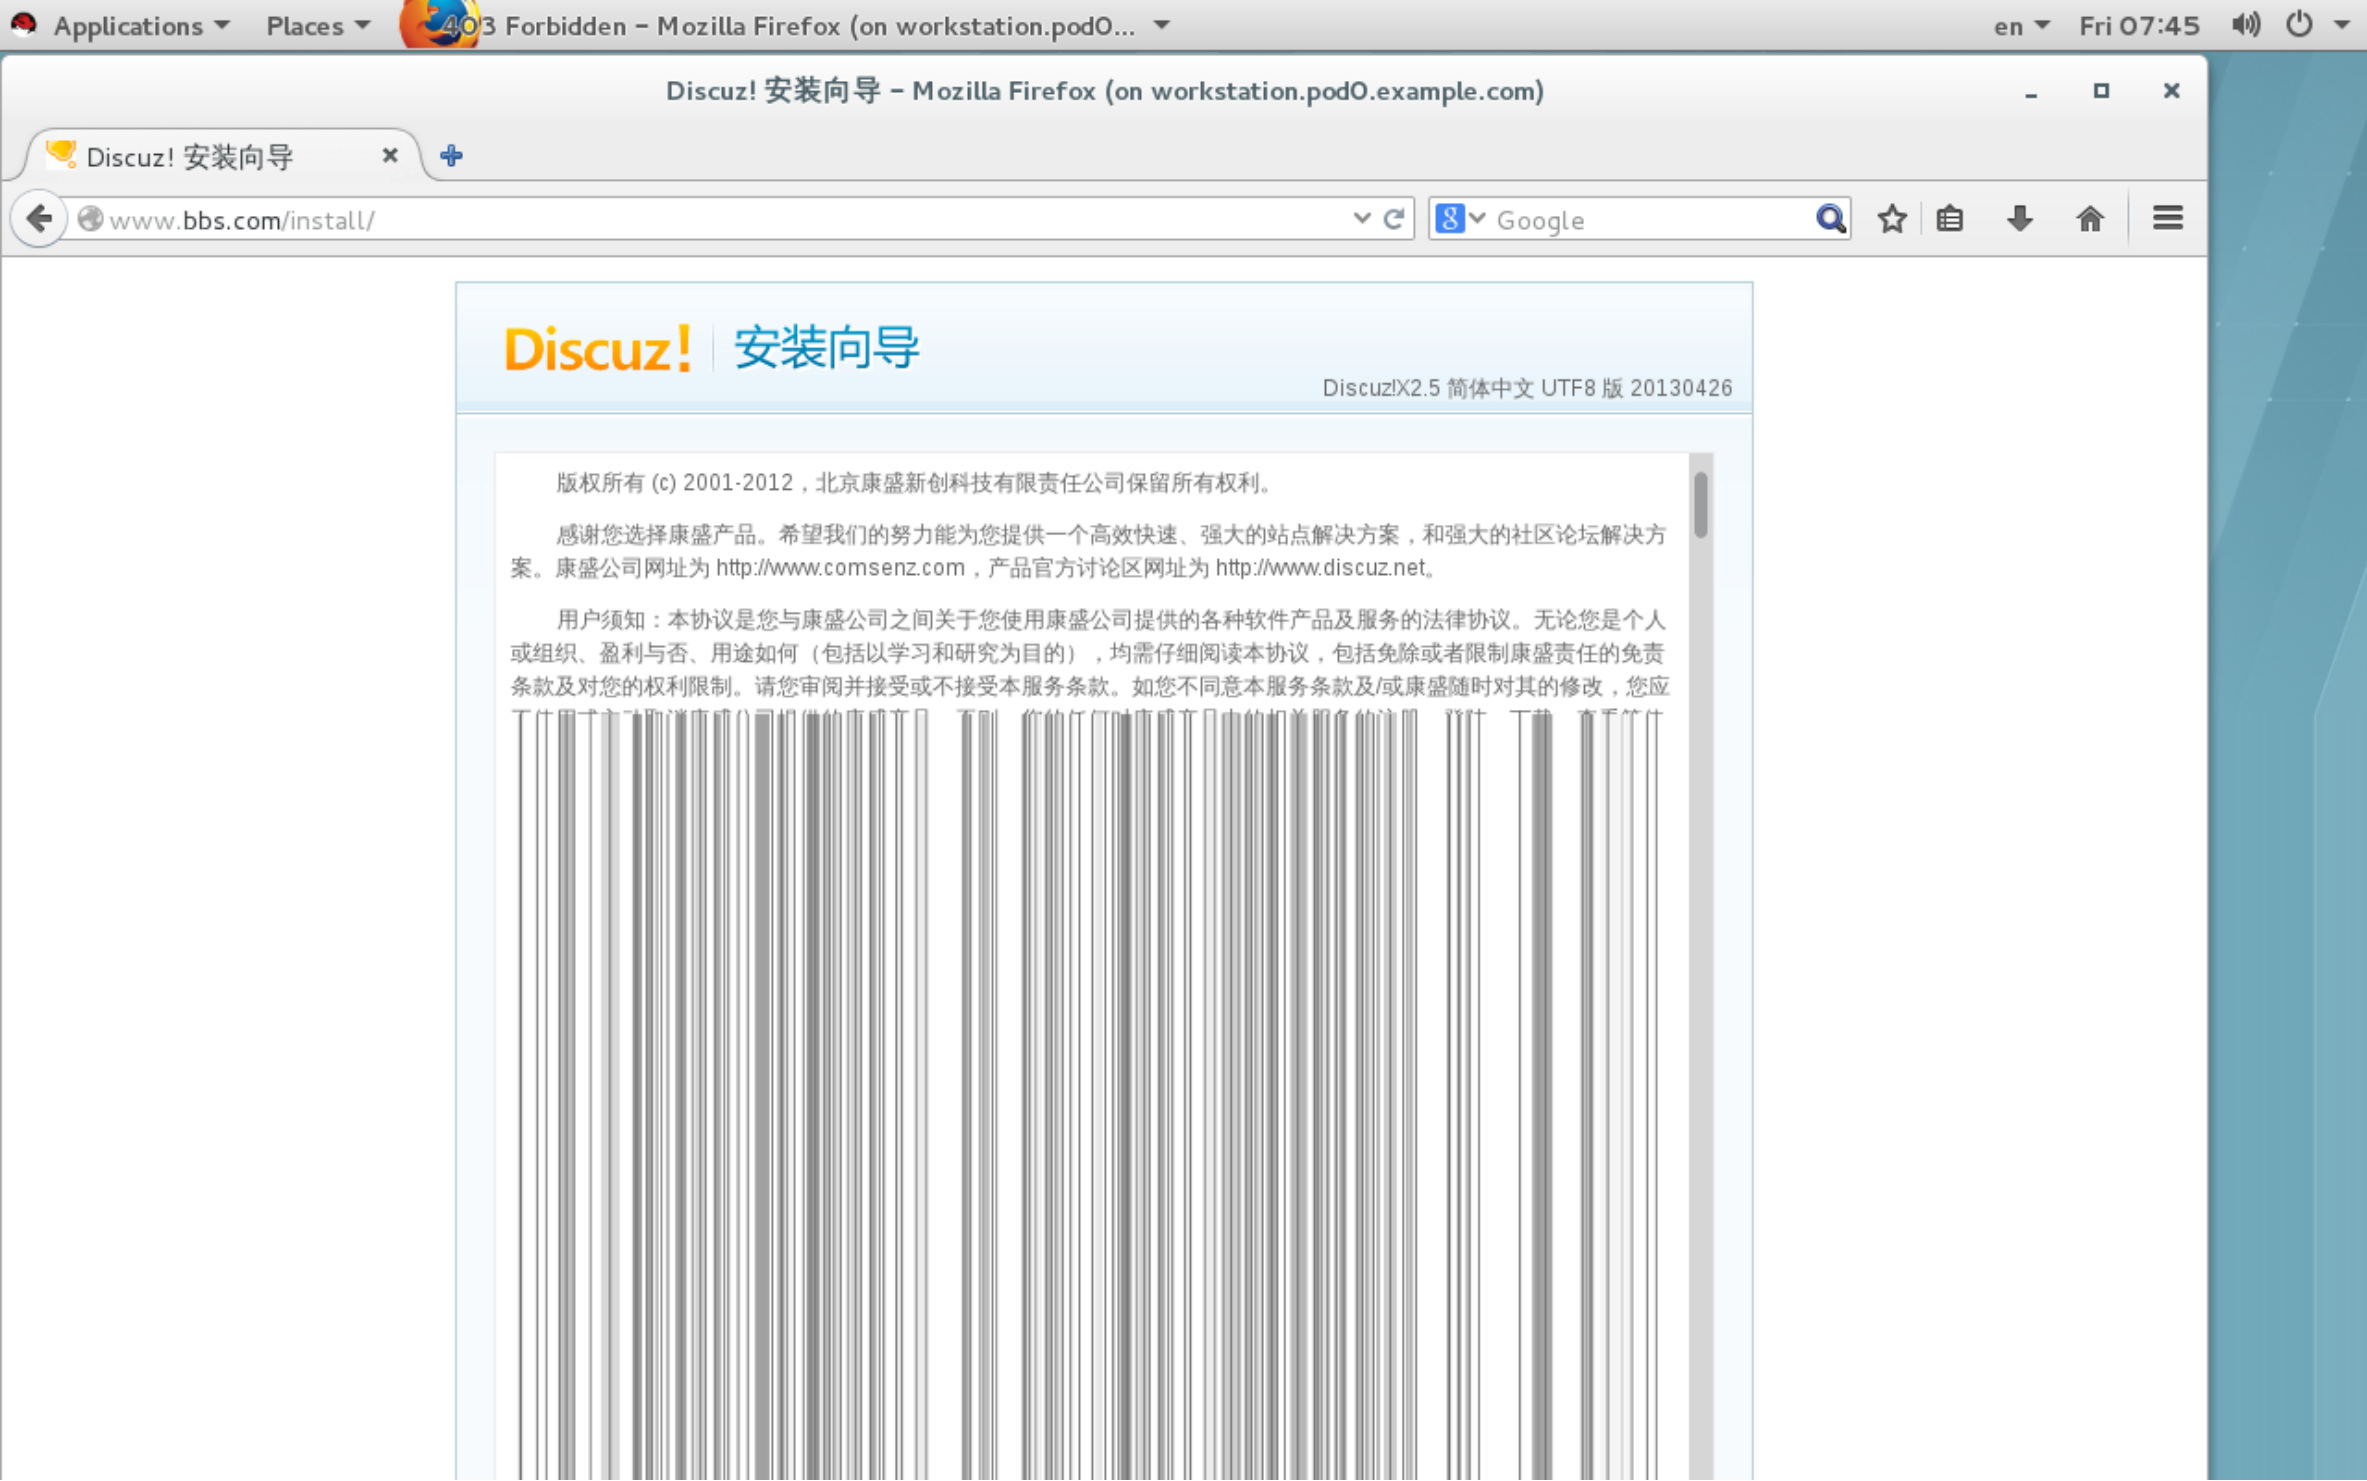 Applications Places 403 Forbidden – Mozilla Firefox (on workstation.pod0... en Fri 07:45
Discuz! 安装向导 – Mozilla Firefox (on workstation.pod0.example.com)
Discuz! 安装向导
www.bbs.com/install/ Google
Discuz! 安装向导
Discuz!X2.5 简体中文 UTF8 版 20130426
版权所有 (c) 2001-2012，北京康盛新创科技有限责任公司保留所有权利。
感谢您选择康盛产品。希望我们的努力能为您提供一个高效快速、强大的站点解决方案，和强大的社区论坛解决方
案。康盛公司网址为 http://www.comsenz.com，产品官方讨论区网址为 http://www.discuz.net。
用户须知：本协议是您与康盛公司之间关于您使用康盛公司提供的各种软件产品及服务的法律协议。无论您是个人
或组织、盈利与否、用途如何（包括以学习和研究为目的），均需仔细阅读本协议，包括免除或者限制康盛责任的免责
条款及对您的权利限制。请您审阅并接受或不接受本服务条款。如您不同意本服务条款及/或康盛随时对其的修改，您应